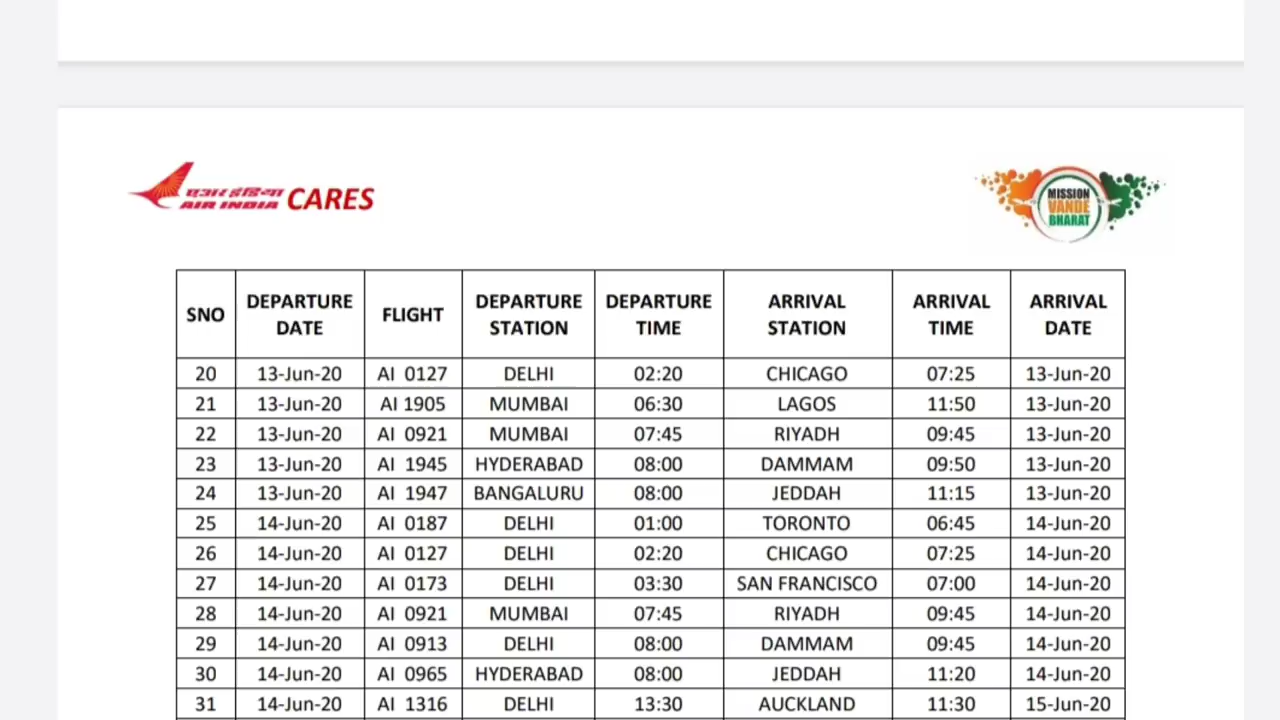 एअर इंडिया
AIR INDIA CARES
MISSION
VANDE
BHARAT
SNO DEPARTURE DATE FLIGHT DEPARTURE STATION DEPARTURE TIME ARRIVAL STATION ARRIVAL TIME ARRIVAL DATE
20 13-Jun-20 AI 0127 DELHI 02:20 CHICAGO 07:25 13-Jun-20
21 13-Jun-20 AI 1905 MUMBAI 06:30 LAGOS 11:50 13-Jun-20
22 13-Jun-20 AI 0921 MUMBAI 07:45 RIYADH 09:45 13-Jun-20
23 13-Jun-20 AI 1945 HYDERABAD 08:00 DAMMAM 09:50 13-Jun-20
24 13-Jun-20 AI 1947 BANGALURU 08:00 JEDDAH 11:15 13-Jun-20
25 14-Jun-20 AI 0187 DELHI 01:00 TORONTO 06:45 14-Jun-20
26 14-Jun-20 AI 0127 DELHI 02:20 CHICAGO 07:25 14-Jun-20
27 14-Jun-20 AI 0173 DELHI 03:30 SAN FRANCISCO 07:00 14-Jun-20
28 14-Jun-20 AI 0921 MUMBAI 07:45 RIYADH 09:45 14-Jun-20
29 14-Jun-20 AI 0913 DELHI 08:00 DAMMAM 09:45 14-Jun-20
30 14-Jun-20 AI 0965 HYDERABAD 08:00 JEDDAH 11:20 14-Jun-20
31 14-Jun-20 AI 1316 DELHI 13:30 AUCKLAND 11:30 15-Jun-20